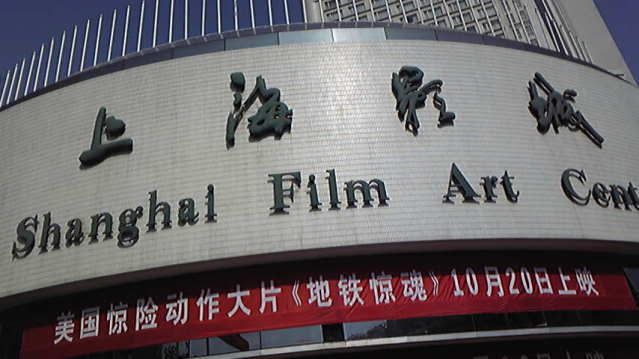 上海影城
Shanghai Film Art Cent
美国惊险动作大片《地铁惊魂》10月20日上映